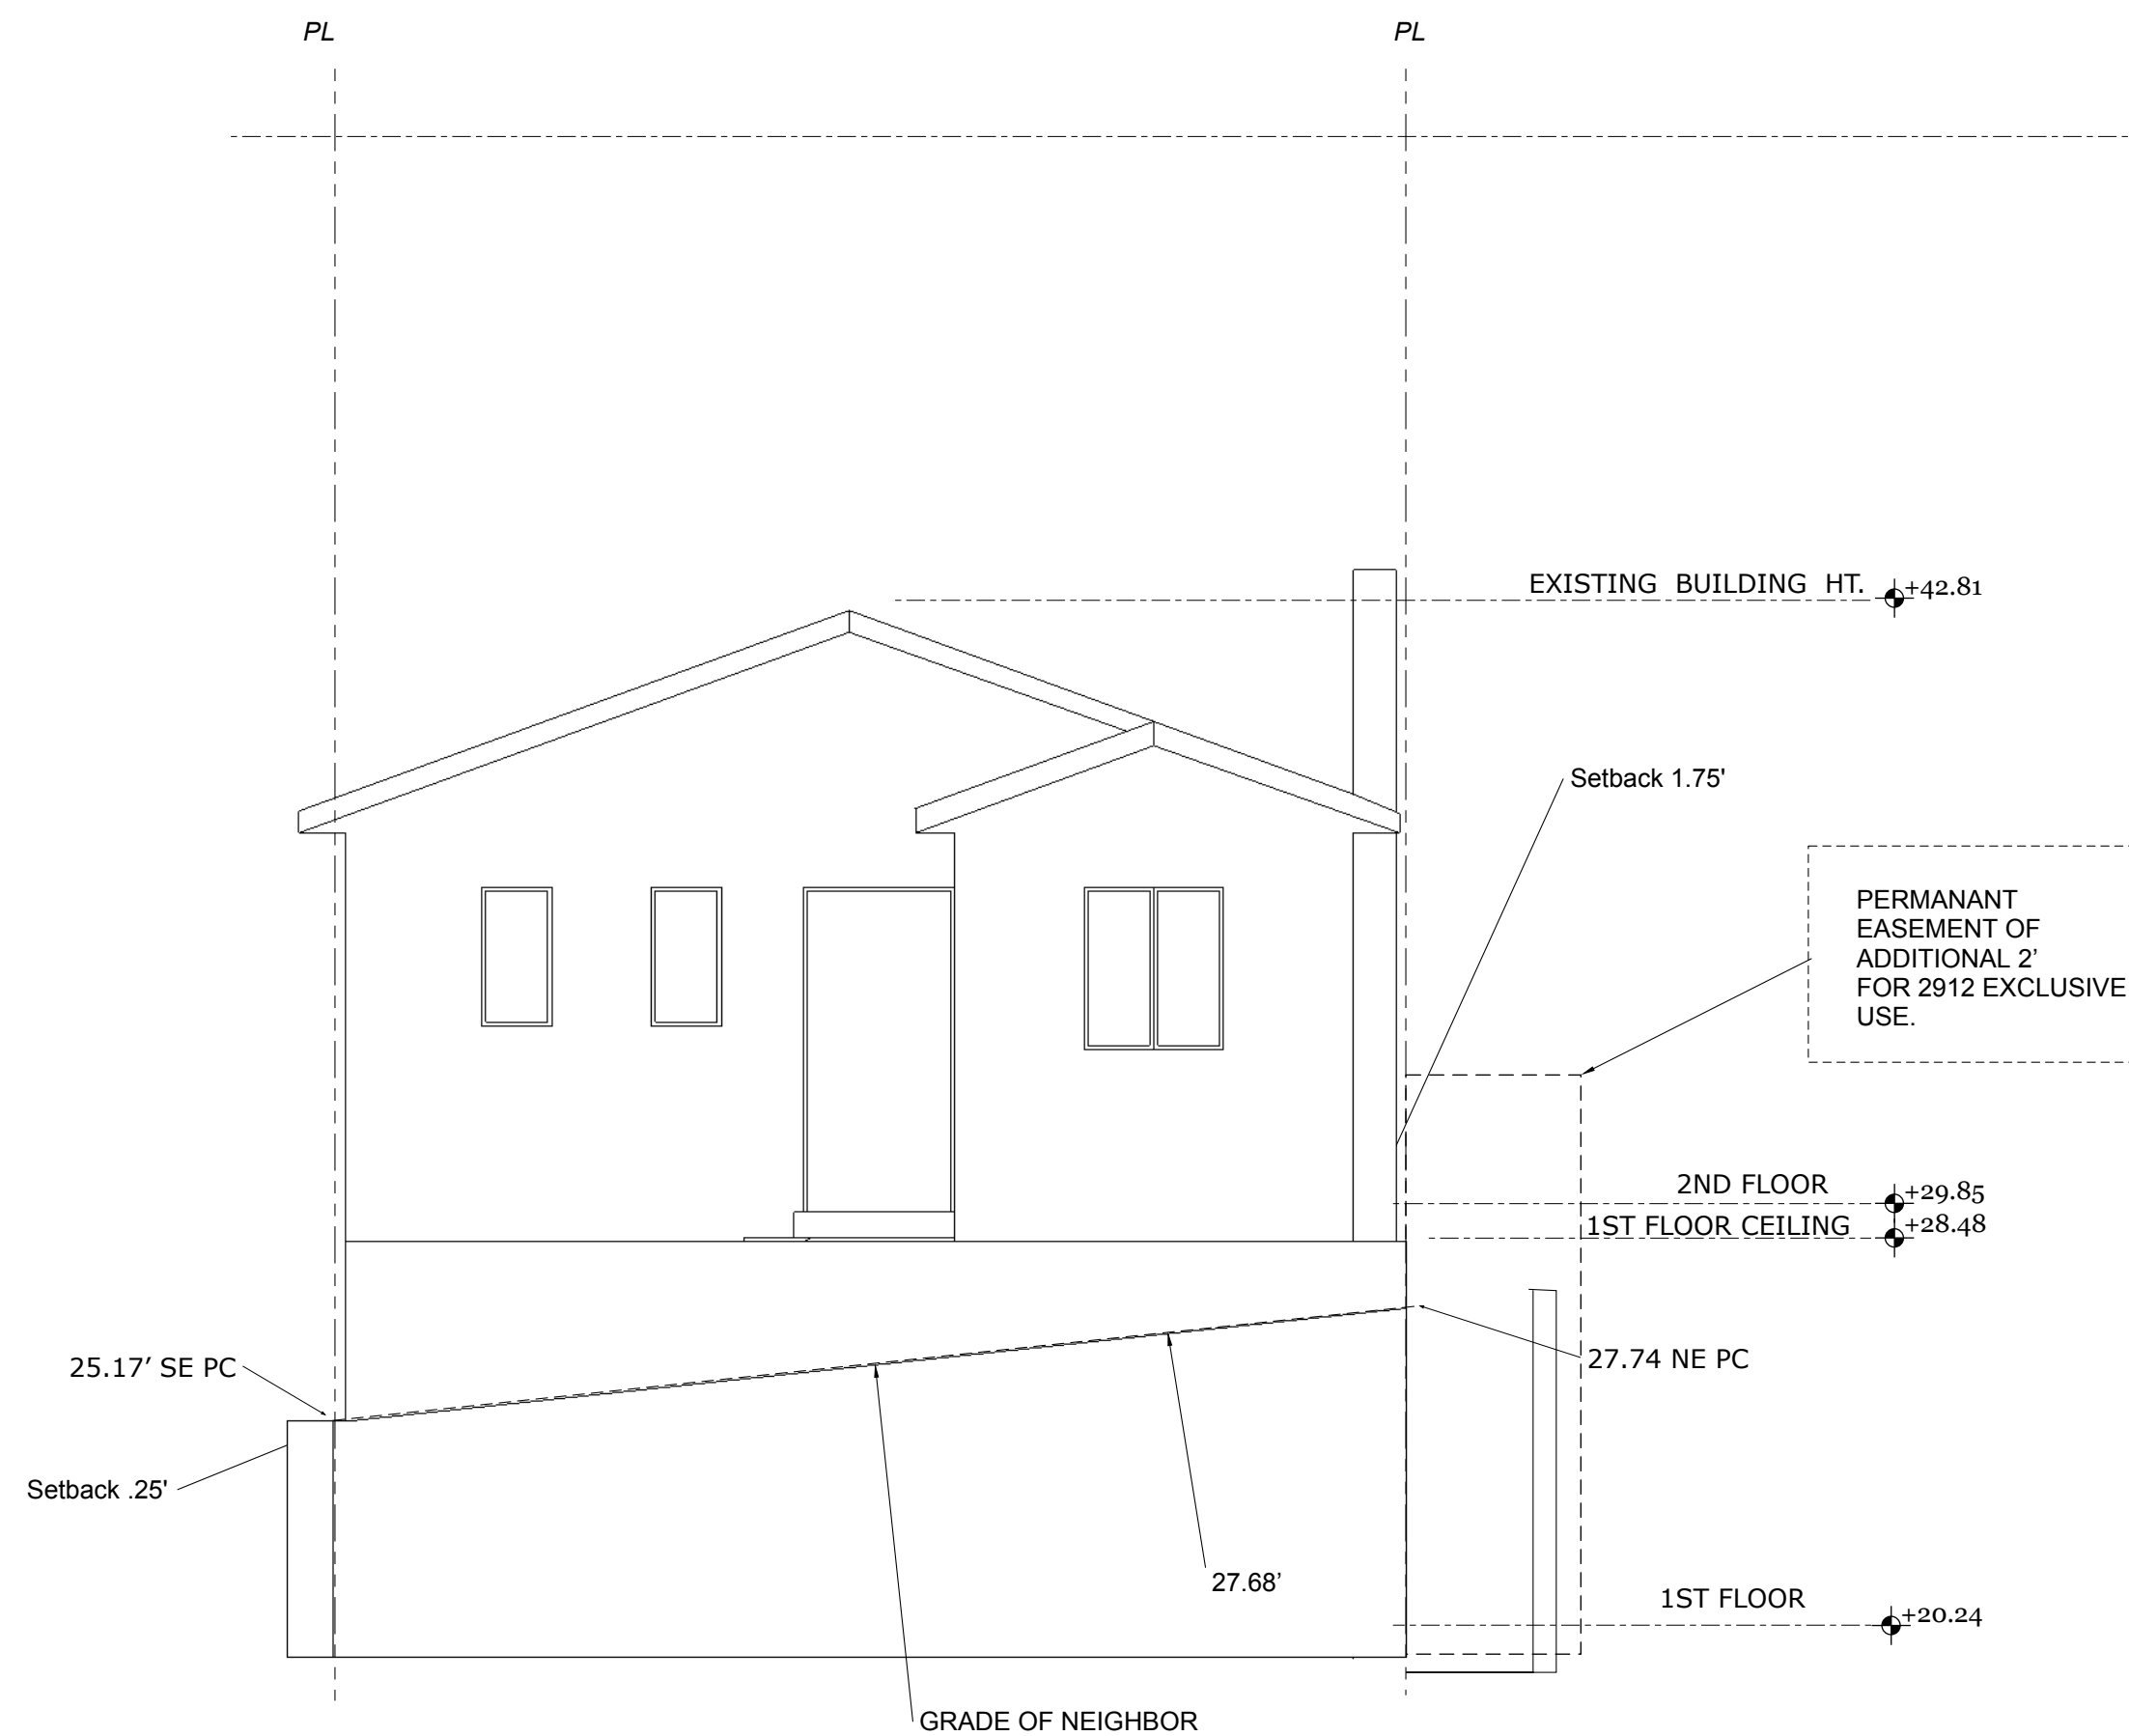 PL
PL
EXISTING BUILDING HT.
+42.81
Setback 1.75'
PERMANANT
EASEMENT OF
ADDITIONAL 2’
FOR 2912 EXCLUSIVE
USE.
2ND FLOOR
+29.85
1ST FLOOR CEILING
+28.48
25.17’ SE PC
27.74 NE PC
Setback .25'
27.68’
1ST FLOOR
+20.24
GRADE OF NEIGHBOR